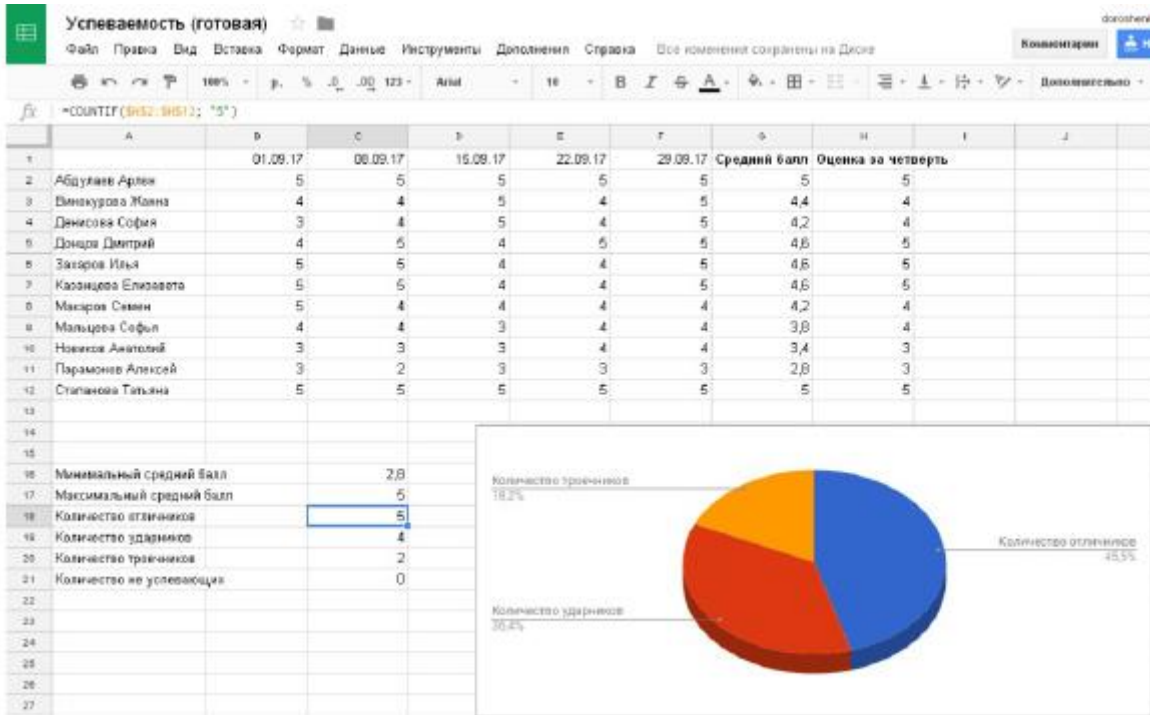 Успеваемость (готовая)
Файл Правка Вид Вставка Формат Данные Инструменты Дополнения Справка Все изменения сохранены на Диске
Комментарии
100% р. % .0 .00 123 Arial 10 B I S A Дополнительно
fx =COUNTIF($H$2:$H$12; "5")
A B C D E F G H I J
1 01.09.17 08.09.17 15.09.17 22.09.17 29.09.17 Средний балл Оценка за четверть
2 Абдулаев Арлен 5 5 5 5 5 5 5
3 Винокурова Жанна 4 4 5 4 5 4,4 4
4 Денисова София 3 4 5 4 5 4,2 4
5 Донцов Дмитрий 4 5 4 5 5 4,6 5
6 Захаров Илья 5 5 4 4 5 4,6 5
7 Казанцева Елизавета 5 5 4 4 5 4,6 5
8 Макаров Семен 5 4 4 4 4 4,2 4
9 Мальцева Софья 4 4 3 4 4 3,8 4
10 Новиков Анатолий 3 3 3 4 4 3,4 3
11 Парамонов Алексей 3 2 3 3 3 2,8 3
12 Степанова Татьяна 5 5 5 5 5 5 5
13
14
15
16 Минимальный средний балл 2,8
17 Максимальный средний балл 5
18 Количество отличников 5
19 Количество ударников 4
20 Количество троечников 2
21 Количество не успевающих 0
22
23
24
25
26
27
Количество троечников
18,2%
Количество отличников
45,5%
Количество ударников
36,4%